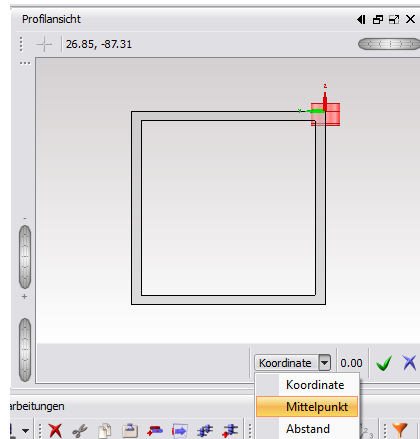 Profilansicht
26.85, -87.31
z
Y
-
+
Koordinate 0.00
Koordinate
arbeitungen
Mittelpunkt
Abstand